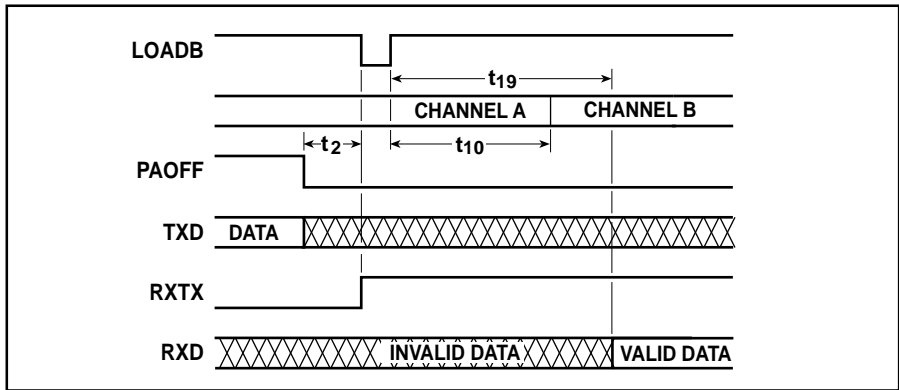 LOADB
t19
CHANNEL A CHANNEL B
t2 t10
PAOFF
TXD DATA
RXTX
RXD INVALID DATA VALID DATA